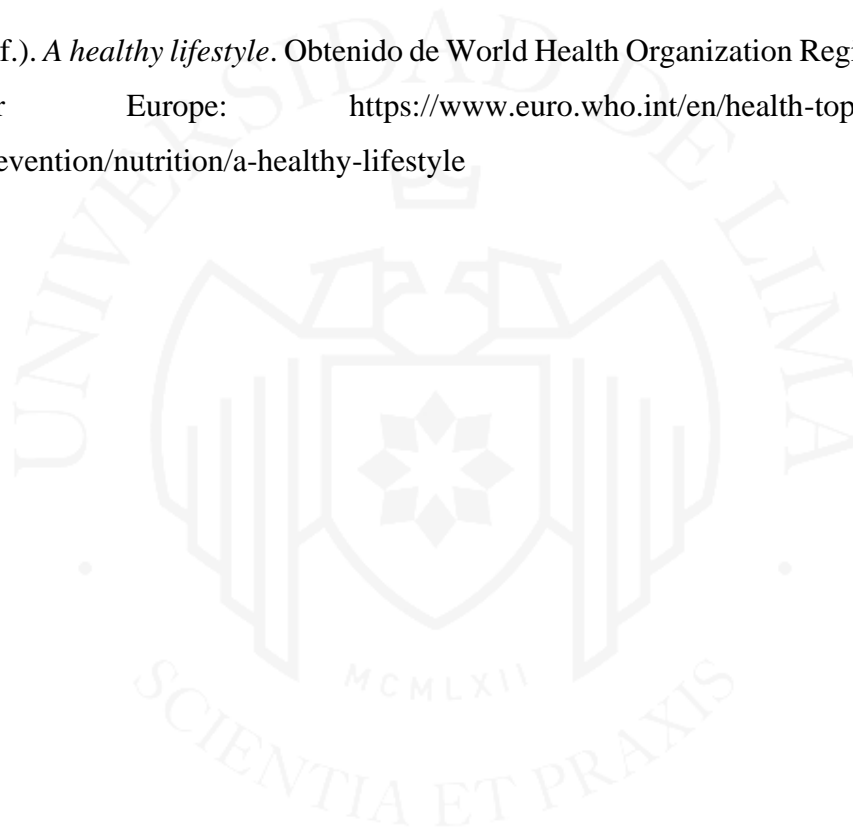 f.). A healthy lifestyle. Obtenido de World Health Organization Reg
r Europe: https://www.euro.who.int/en/health-top
evention/nutrition/a-healthy-lifestyle
UNIVERSIDAD DE LIMA
MCMLXII
SCIENTIA ET PRAXIS